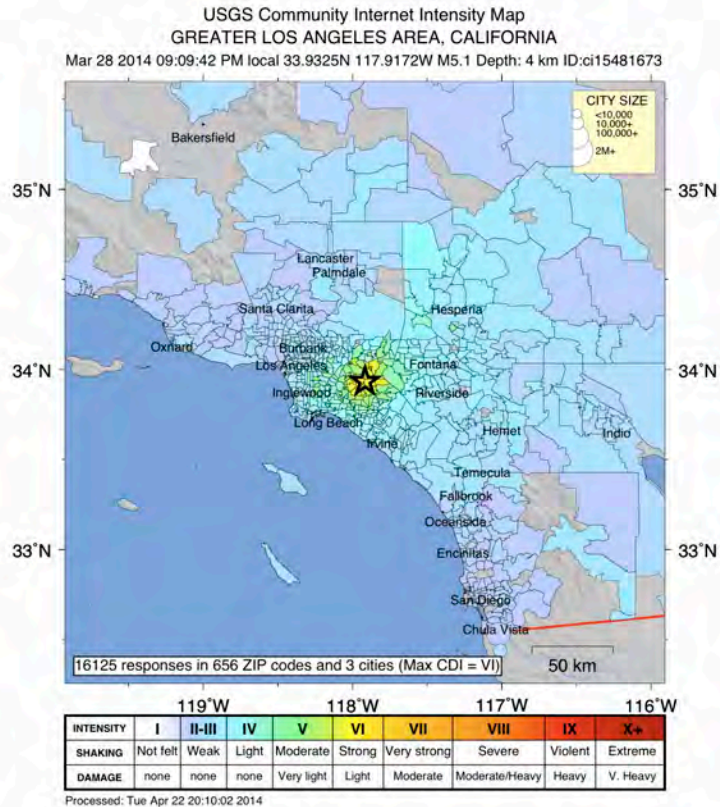 USGS Community Internet Intensity Map
GREATER LOS ANGELES AREA, CALIFORNIA
Mar 28 2014 09:09:42 PM local 33.9325N 117.9172W M5.1 Depth: 4 km ID:ci15481673
CITY SIZE
<10,000
10,000+
100,000+
2M+
Bakersfield
35°N
35°N
Lancaster
Palmdale
Santa Clarita
Hesperia
Oxnard
Burbank
34°N
Los Angeles
Fontana
34°N
Inglewood
Riverside
Long Beach
Hemet
Indio
Irvine
Temecula
Fallbrook
Oceanside
33°N
Encinitas
33°N
San Diego
Chula Vista
16125 responses in 656 ZIP codes and 3 cities (Max CDI = VI)
50 km
119°W 118°W 117°W 116°W
INTENSITY I II-III IV V VI VII VIII IX X+
SHAKING Not felt Weak Light Moderate Strong Very strong Severe Violent Extreme
DAMAGE none none none Very light Light Moderate Moderate/Heavy Heavy V. Heavy
Processed: Tue Apr 22 20:10:02 2014